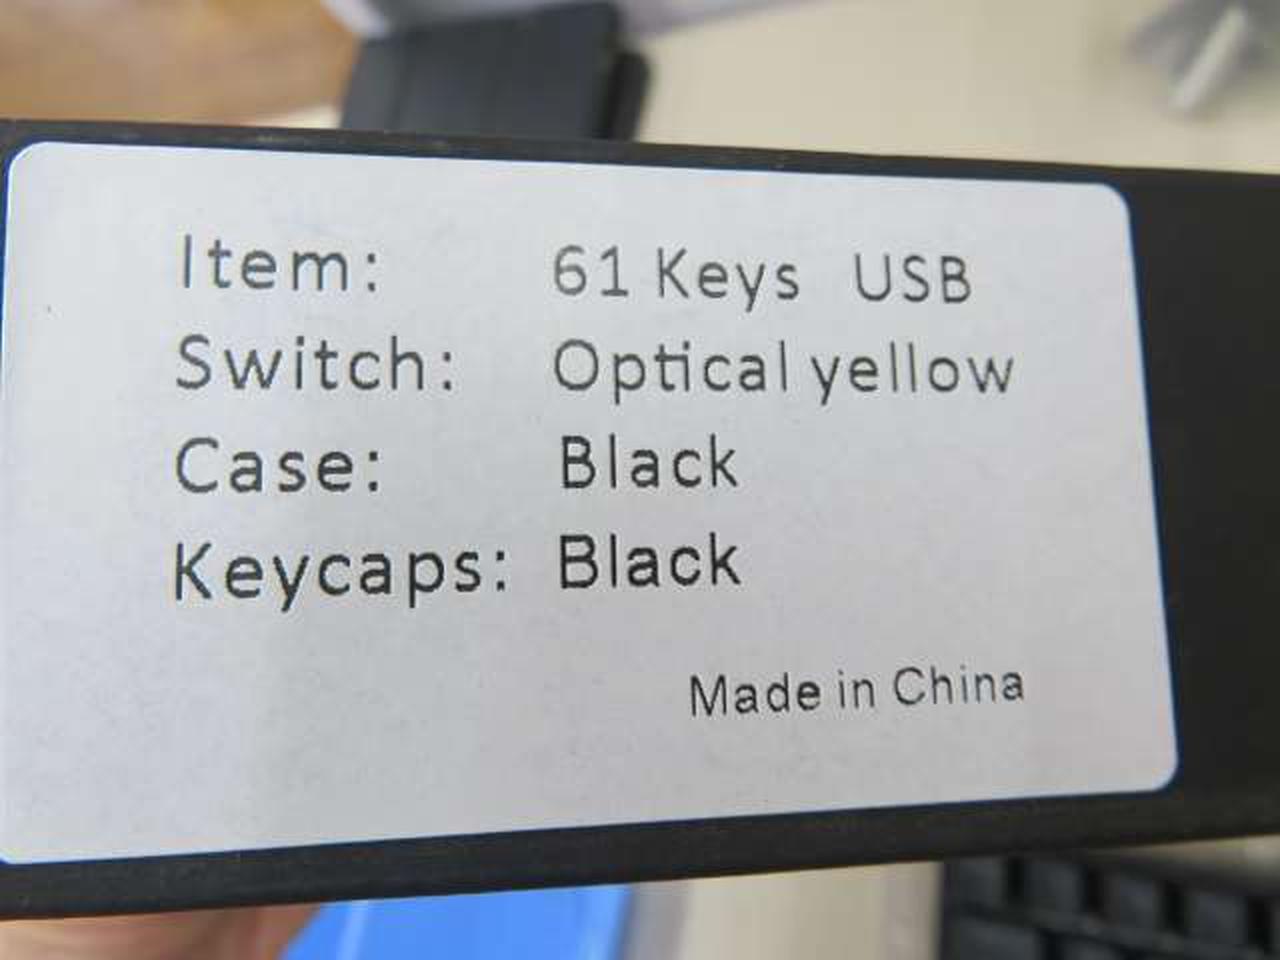 Item: 61 Keys USB
Switch: Optical yellow
Case: Black
Keycaps: Black
Made in China